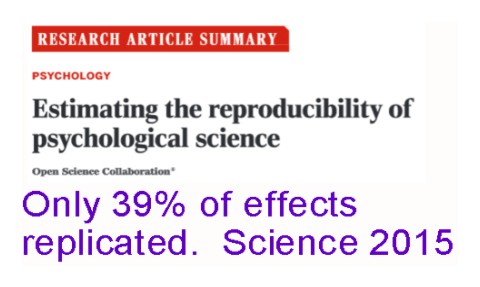 RESEARCH ARTICLE SUMMARY
PSYCHOLOGY
Estimating the reproducibility of
psychological science
Open Science Collaboration*
Only 39% of effects
replicated.  Science 2015